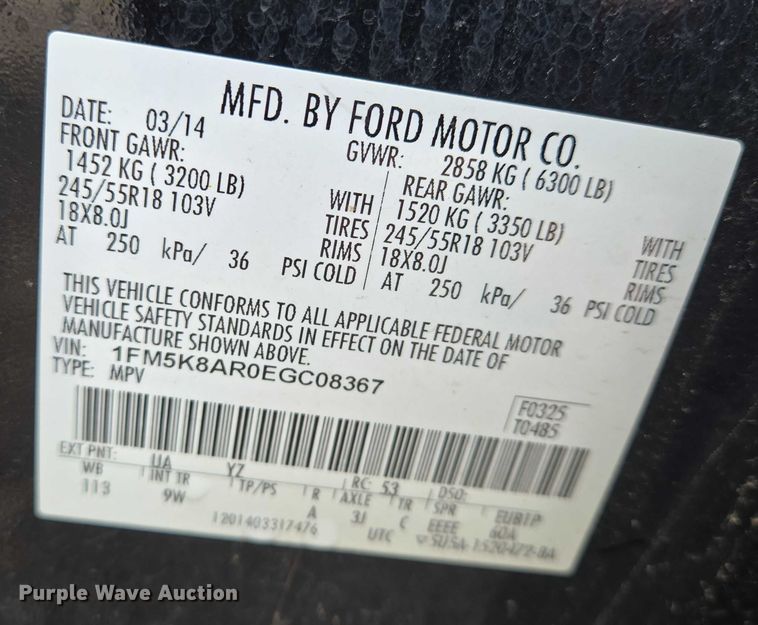 MFD. BY FORD MOTOR CO.
DATE: 03/14 GVWR: 2858 KG ( 6300 LB)
FRONT GAWR: REAR GAWR:
1452 KG ( 3200 LB) WITH 1520 KG ( 3350 LB) WITH
245/55R18 103V TIRES 245/55R18 103V TIRES
18X8.0J RIMS 18X8.0J RIMS
AT 250 kPa/ 36 PSI COLD AT 250 kPa/ 36 PSI COLD
THIS VEHICLE CONFORMS TO ALL APPLICABLE FEDERAL MOTOR
VEHICLE SAFETY STANDARDS IN EFFECT ON THE DATE OF
MANUFACTURE SHOWN ABOVE.
VIN: 1FM5K8AR0EGC08367
TYPE: MPV
F0325
T0485
EXT PNT: UA YZ RC: 53 DSO:
WB INT TR TP/PS R AXLE TR SPR
113 9W A 3J C EEEE 60A
1201403317476 UTC
Purple Wave Auction